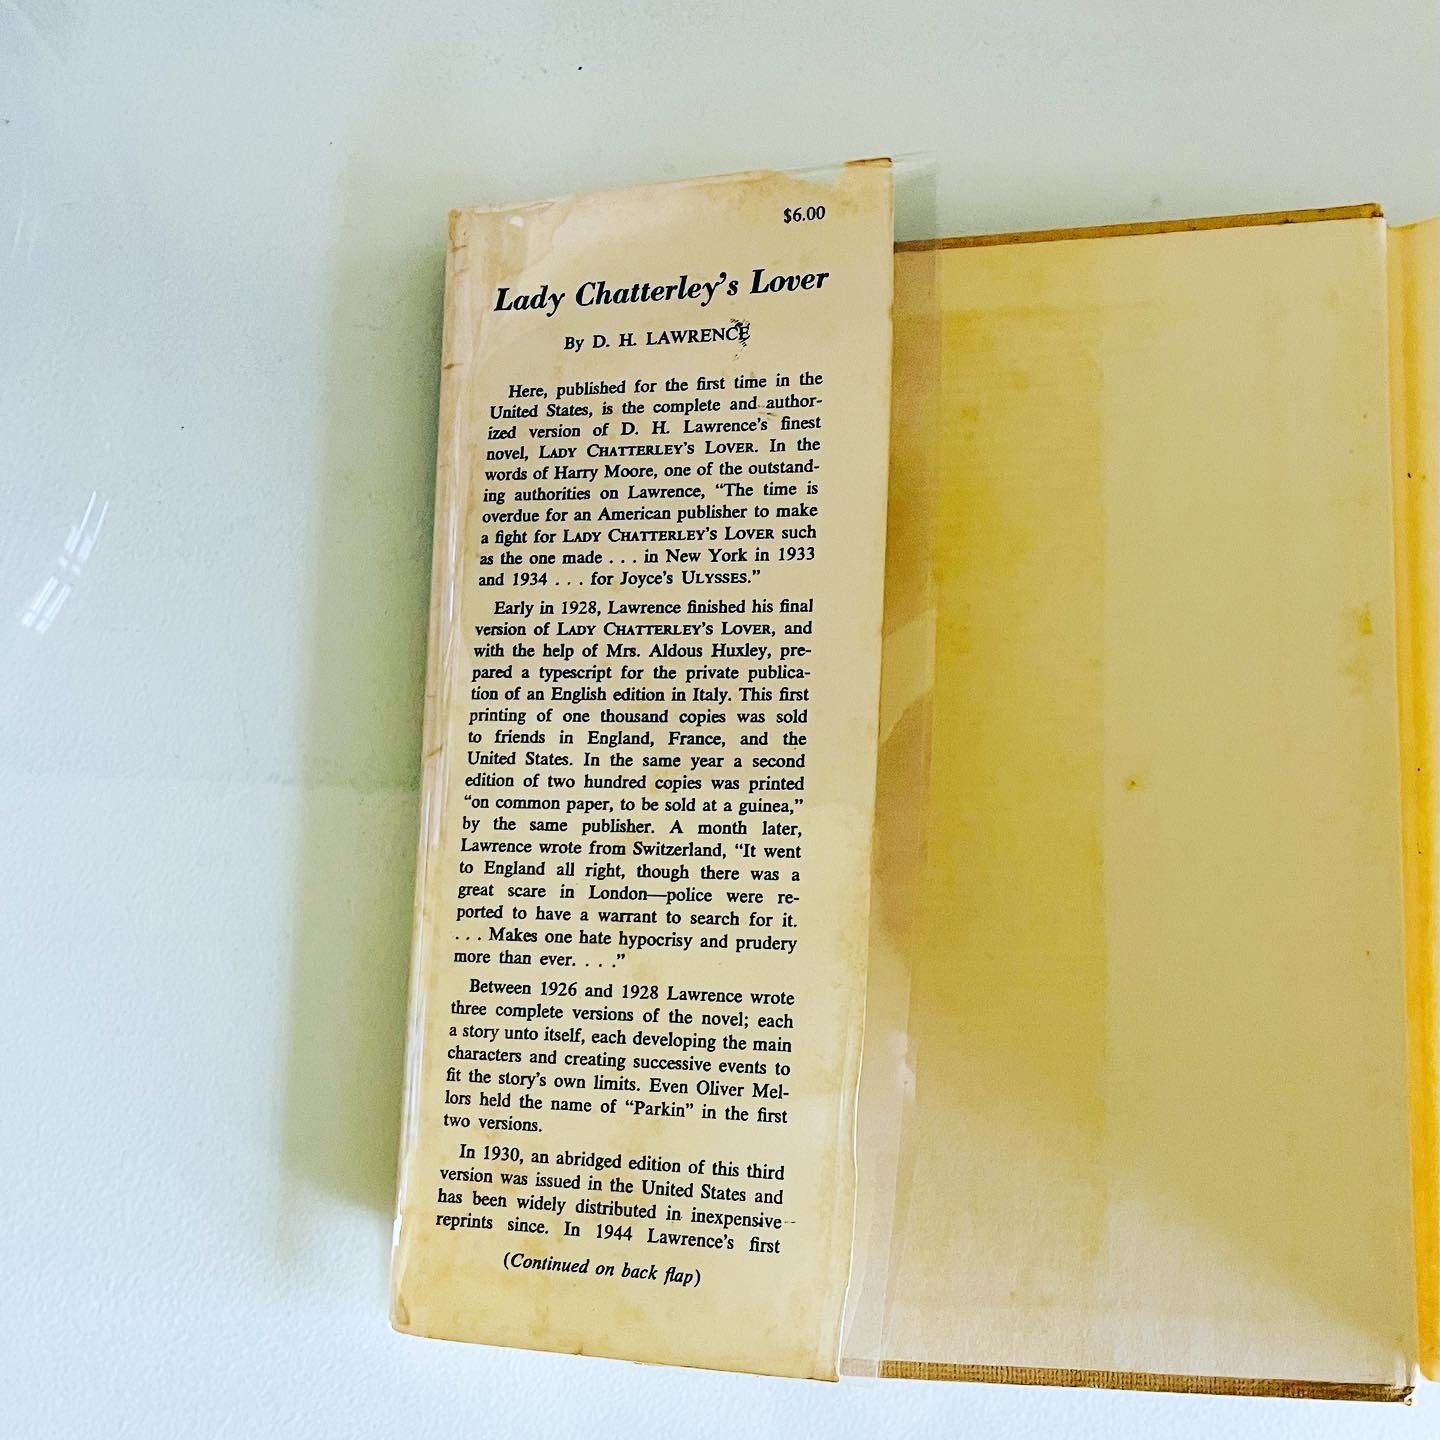 $6.00
Lady Chatterley's Lover
By D. H. LAWRENCE
Here, published for the first time in the
United States, is the complete and author-
ized version of D. H. Lawrence's finest
novel, LADY CHATTERLEY'S LOVER. In the
words of Harry Moore, one of the outstand-
ing authorities on Lawrence, “The time is
overdue for an American publisher to make
a fight for LADY CHATTERLEY'S LOVER such
as the one made . . . in New York in 1933
and 1934 . . . for Joyce's ULYSSES.”
Early in 1928, Lawrence finished his final
version of LADY CHATTERLEY'S LOVER, and
with the help of Mrs. Aldous Huxley, pre-
pared a typescript for the private publica-
tion of an English edition in Italy. This first
printing of one thousand copies was sold
to friends in England, France, and the
United States. In the same year a second
edition of two hundred copies was printed
“on common paper, to be sold at a guinea,”
by the same publisher. A month later,
Lawrence wrote from Switzerland, “It went
to England all right, though there was a
great scare in London—police were re-
ported to have a warrant to search for it.
. . . Makes one hate hypocrisy and prudery
more than ever. . . .”
Between 1926 and 1928 Lawrence wrote
three complete versions of the novel; each
a story unto itself, each developing the main
characters and creating successive events to
fit the story's own limits. Even Oliver Mel-
lors held the name of “Parkin” in the first
two versions.
In 1930, an abridged edition of this third
version was issued in the United States and
has been widely distributed in inexpensive
reprints since. In 1944 Lawrence's first
(Continued on back flap)